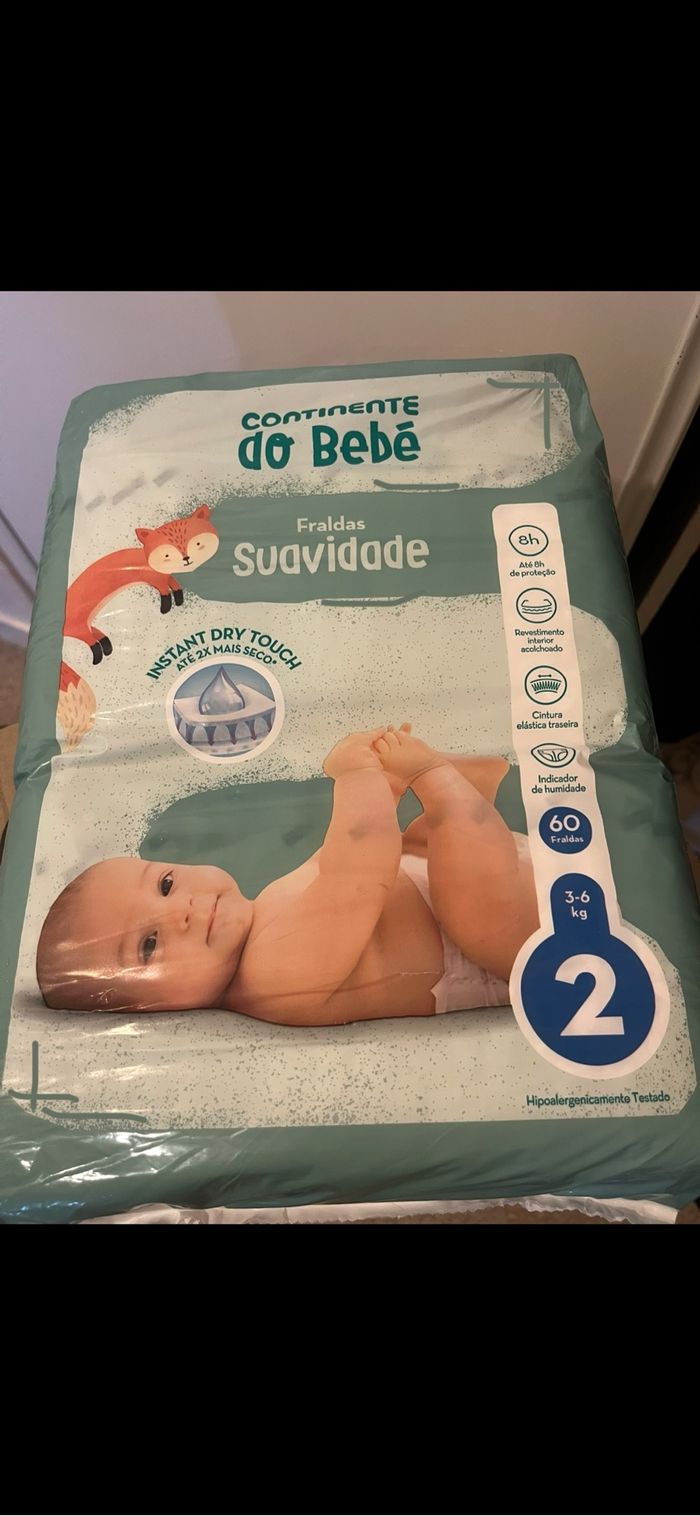 Continente
do Bebé
Fraldas
Suavidade
INSTANT DRY TOUCH
ATÉ 2X MAIS SECO*
8h
Até 8h
de proteção
Revestimento
interior
acolchoado
Cintura
elástica traseira
Indicador
de humidade
60
Fraldas
3-6
kg
2
Hipoalergenicamente Testado